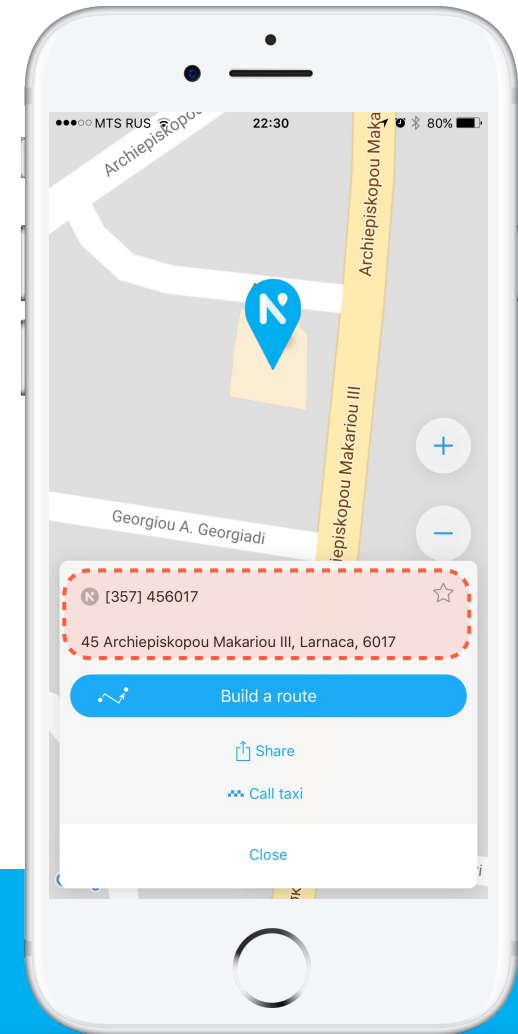 MTS RUS
22:30
80%
Archiepiskopou
Archiepiskopou Maka
N
iepiskopou Makariou III
Georgiou A. Georgiadi
N [357] 456017
45 Archiepiskopou Makariou III, Larnaca, 6017
Build a route
Share
Call taxi
Close